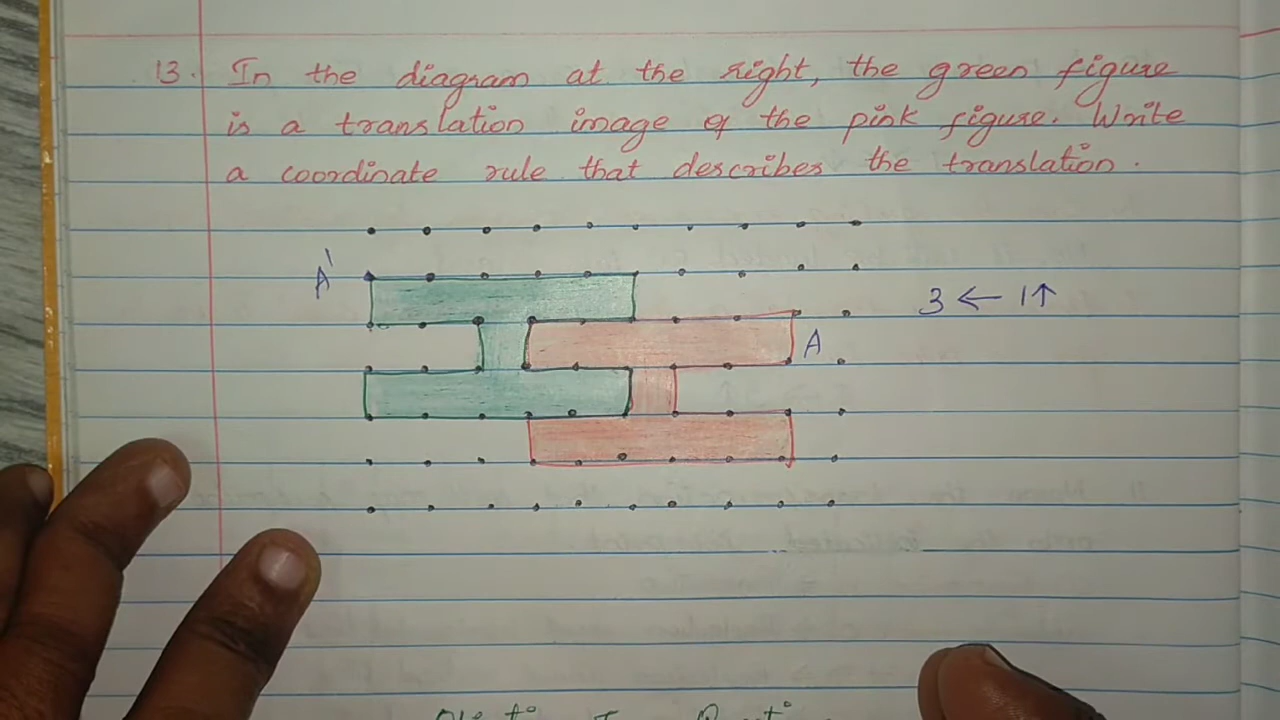 13. In the diagram at the right, the green figure
is a translation image of the pink figure. Write
a coordinate rule that describes the translation.
A'
3 ← 1↑
A